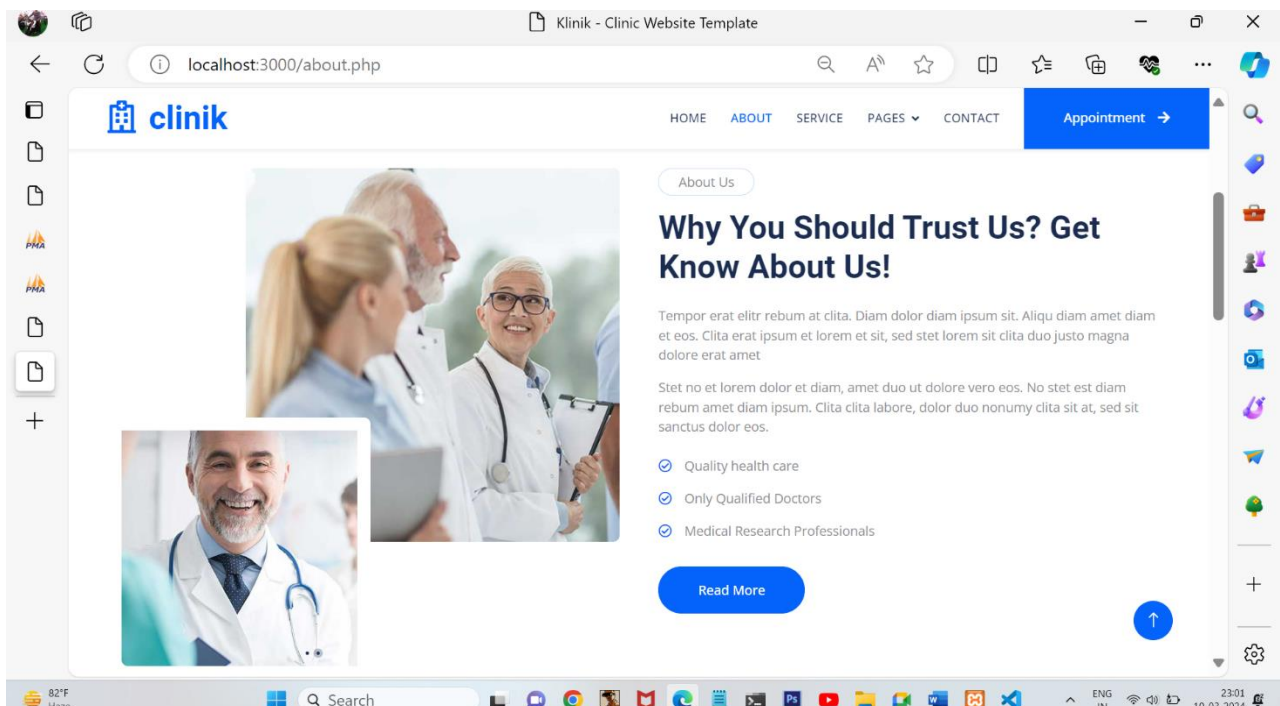 Klinik - Clinic Website Template
localhost:3000/about.php
clinik
HOME ABOUT SERVICE PAGES CONTACT Appointment
About Us
Why You Should Trust Us? Get
Know About Us!
Tempor erat elitr rebum at clita. Diam dolor diam ipsum sit. Aliqu diam amet diam
et eos. Clita erat ipsum et lorem et sit, sed stet lorem sit clita duo justo magna
dolore erat amet
Stet no et lorem dolor et diam, amet duo ut dolore vero eos. No stet est diam
rebum amet diam ipsum. Clita clita labore, dolor duo nonumy clita sit at, sed sit
sanctus dolor eos.
Quality health care
Only Qualified Doctors
Medical Research Professionals
Read More
PMA
PMA
82°F
Search
ENG
23:01